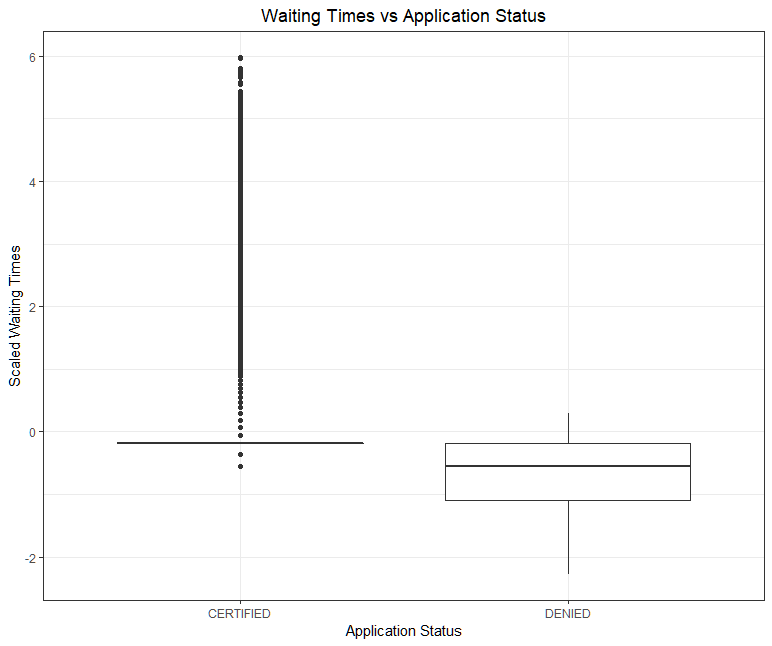 Waiting Times vs Application Status
Scaled Waiting Times
6
4
2
0
-2
CERTIFIED
DENIED
Application Status